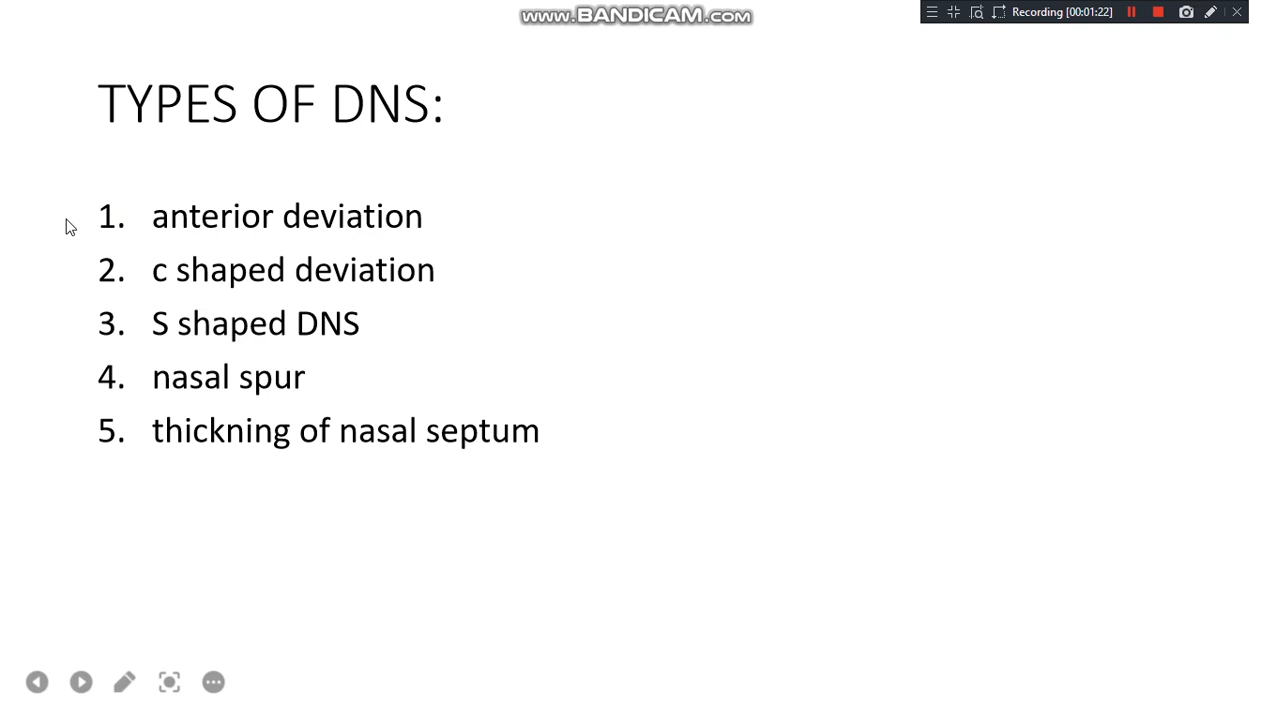 www.BANDICAM.com
Recording [00:01:22]
TYPES OF DNS:
1. anterior deviation
2. c shaped deviation
3. S shaped DNS
4. nasal spur
5. thickning of nasal septum